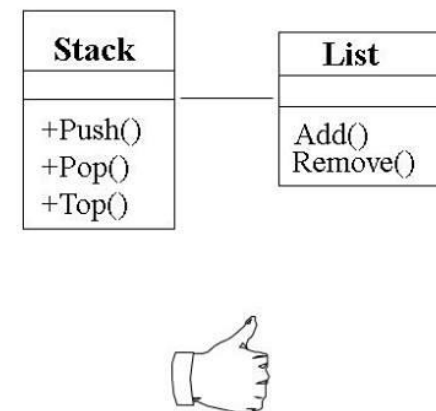 Stack
+Push()
+Pop()
+Top()
List
Add()
Remove()